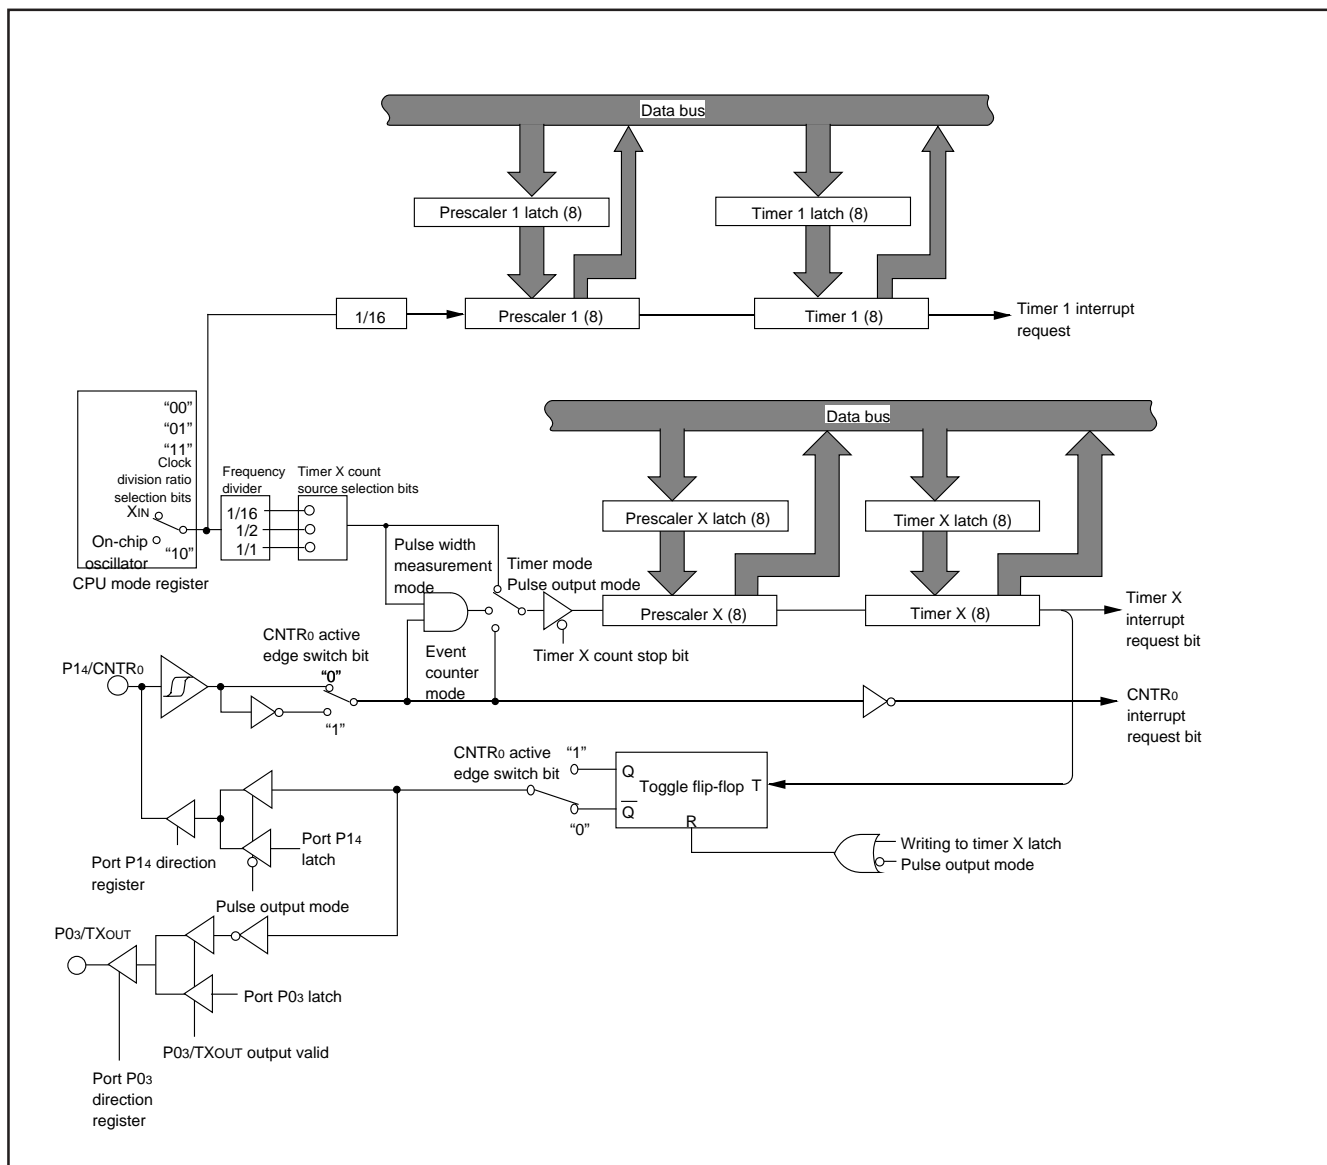 Data bus
Prescaler 1 latch (8)
Timer 1 latch (8)
1/16
Prescaler 1 (8)
Timer 1 (8)
Timer 1 interrupt
request
“00”
“01”
“11”
Clock
division ratio
selection bits
XIN
On-chip
oscillator
“10”
CPU mode register
Frequency
divider
1/16
1/2
1/1
Timer X count
source selection bits
Data bus
Prescaler X latch (8)
Timer X latch (8)
Pulse width
measurement
mode
Timer mode
Pulse output mode
Prescaler X (8)
Timer X (8)
Timer X
interrupt
request bit
Timer X count stop bit
Event
counter
mode
P14/CNTR0
CNTR0 active
edge switch bit
“0”
“1”
CNTR0
interrupt
request bit
CNTR0 active
edge switch bit
“1”
“0”
Q
Toggle flip-flop
T
Q̅
R
Writing to timer X latch
Pulse output mode
Port P14
latch
Port P14 direction
register
Pulse output mode
P03/TXOUT
Port P03 latch
P03/TXOUT output valid
Port P03
direction
register